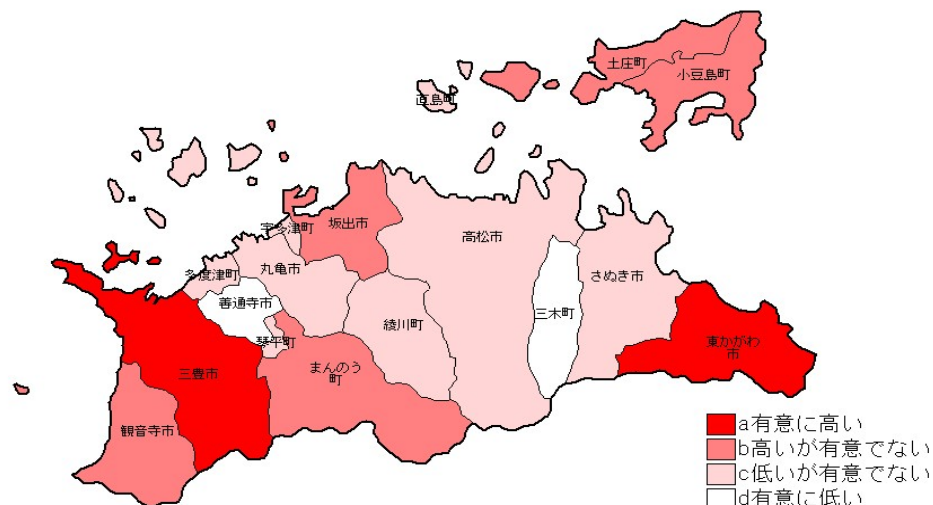 土庄町
小豆島町
直島町
宇多津町
坂出市
高松市
多度津町
丸亀市
さぬき市
善通寺市
綾川町
三木町
琴平町
まんのう
町
東かがわ
市
三豊市
観音寺市
a有意に高い
b高いが有意でない
c低いが有意でない
d有意に低い